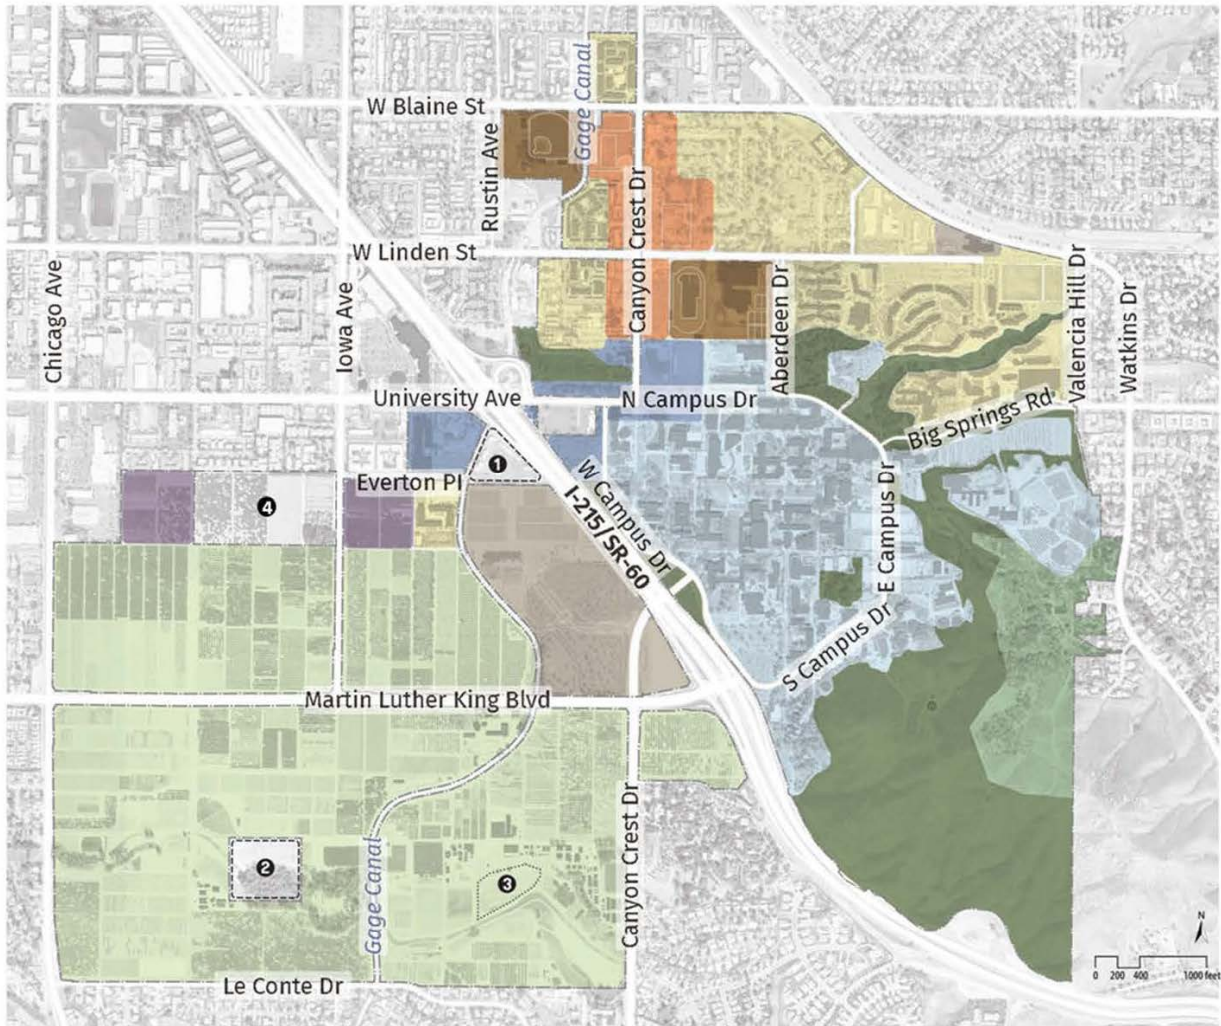 W Blaine St
Gage Canal
Rustin Ave
Canyon Crest Dr
W Linden St
Chicago Ave
Iowa Ave
Aberdeen Dr
Valencia Hill Dr
Watkins Dr
University Ave
N Campus Dr
Big Springs Rd
1
Everton Pl
4
W Campus Dr
I-215/SR-60
E Campus Dr
S Campus Dr
Martin Luther King Blvd
2
3
Gage Canal
Canyon Crest Dr
Le Conte Dr
N
0 200 400 1000 feet